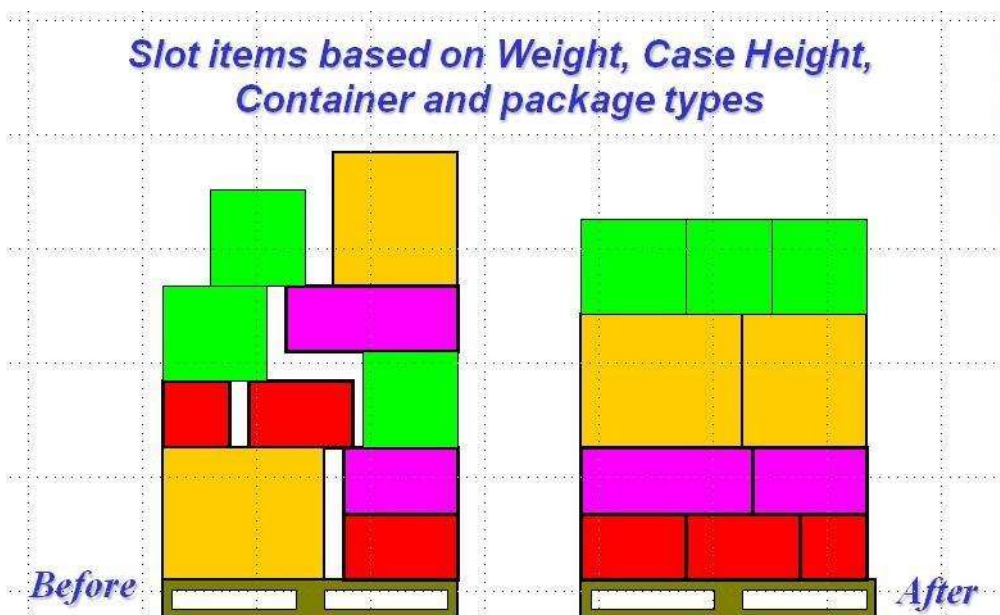 Slot items based on Weight, Case Height,
Container and package types
Before
After